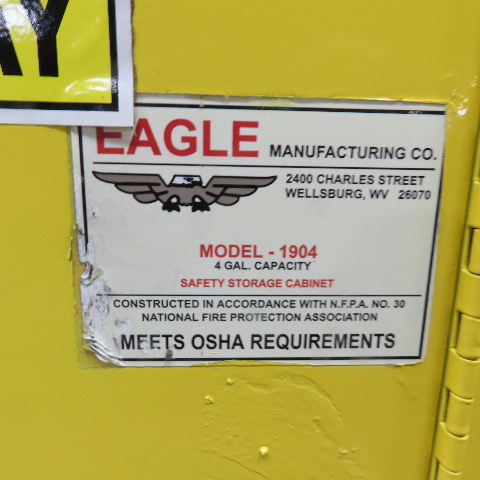 AY
EAGLE MANUFACTURING CO.
2400 CHARLES STREET
WELLSBURG, WV 26070
MODEL - 1904
4 GAL. CAPACITY
SAFETY STORAGE CABINET
CONSTRUCTED IN ACCORDANCE WITH N.F.P.A. NO. 30
NATIONAL FIRE PROTECTION ASSOCIATION
MEETS OSHA REQUIREMENTS